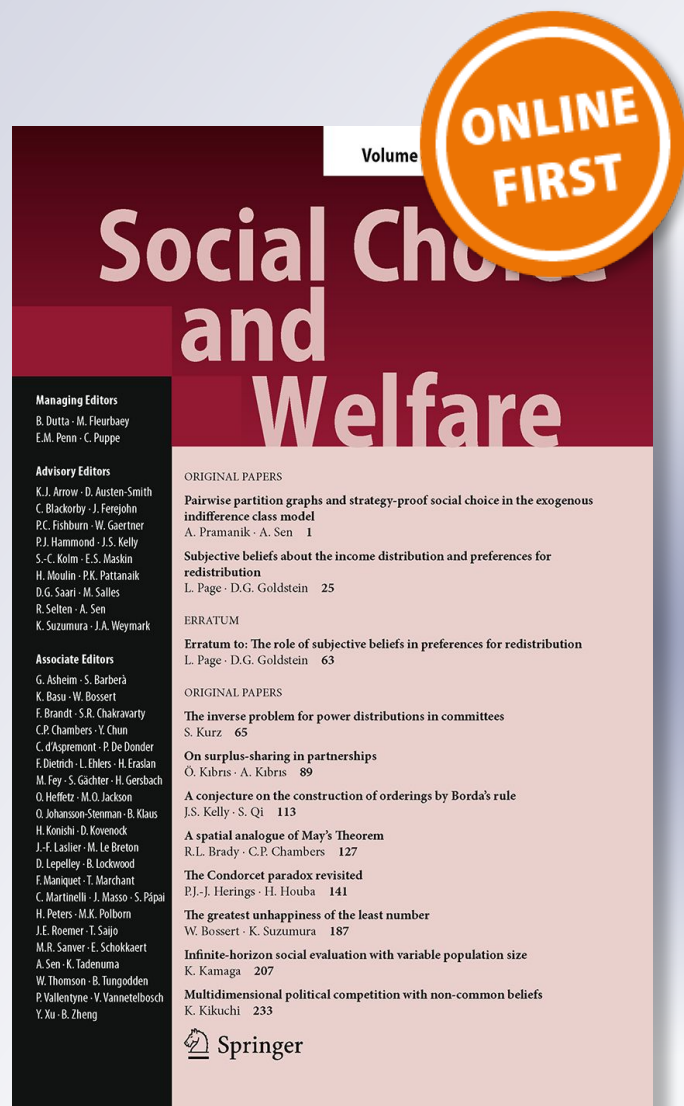 ONLINE
FIRST
Volume
Social
and
Welfare
Managing Editors
B. Dutta · M. Fleurbaey
E.M. Penn · C. Puppe
Advisory Editors
K.J. Arrow · D. Austen-Smith
C. Blackorby · J. Ferejohn
P.C. Fishburn · W. Gaertner
P.J. Hammond · J.S. Kelly
S.-C. Kolm · E.S. Maskin
H. Moulin · P.K. Pattanaik
D.G. Saari · M. Salles
R. Selten · A. Sen
K. Suzumura · J.A. Weymark
Associate Editors
G. Asheim · S. Barberà
K. Basu · W. Bossert
F. Brandt · S.R. Chakravarty
C.P. Chambers · Y. Chun
C. d'Aspremont · P. De Donder
F. Dietrich · L. Ehlers · H. Eraslan
M. Fey · S. Gächter · H. Gersbach
O. Heffetz · M.O. Jackson
O. Johansson-Stenman · B. Klaus
H. Konishi · D. Kovenock
J.-F. Laslier · M. Le Breton
D. Lepelley · B. Lockwood
F. Maniquet · T. Marchant
C. Martinelli · J. Masso · S. Pápai
H. Peters · M.K. Polborn
J.E. Roemer · T. Saijo
M.R. Sanver · E. Schokkaert
A. Sen · K. Tadenuma
W. Thomson · B. Tungodden
P. Vallentyne · V. Vannetelbosch
Y. Xu · B. Zheng
ORIGINAL PAPERS
Pairwise partition graphs and strategy-proof social choice in the exogenous
indifference class model
A. Pramanik · A. Sen 1
Subjective beliefs about the income distribution and preferences for
redistribution
L. Page · D.G. Goldstein 25
ERRATUM
Erratum to: The role of subjective beliefs in preferences for redistribution
L. Page · D.G. Goldstein 63
ORIGINAL PAPERS
The inverse problem for power distributions in committees
S. Kurz 65
On surplus-sharing in partnerships
Ö. Kıbrıs · A. Kıbrıs 89
A conjecture on the construction of orderings by Borda's rule
J.S. Kelly · S. Qi 113
A spatial analogue of May's Theorem
R.L. Brady · C.P. Chambers 127
The Condorcet paradox revisited
P.J.-J. Herings · H. Houba 141
The greatest unhappiness of the least number
W. Bossert · K. Suzumura 187
Infinite-horizon social evaluation with variable population size
K. Kamaga 207
Multidimensional political competition with non-common beliefs
K. Kikuchi 233
Springer